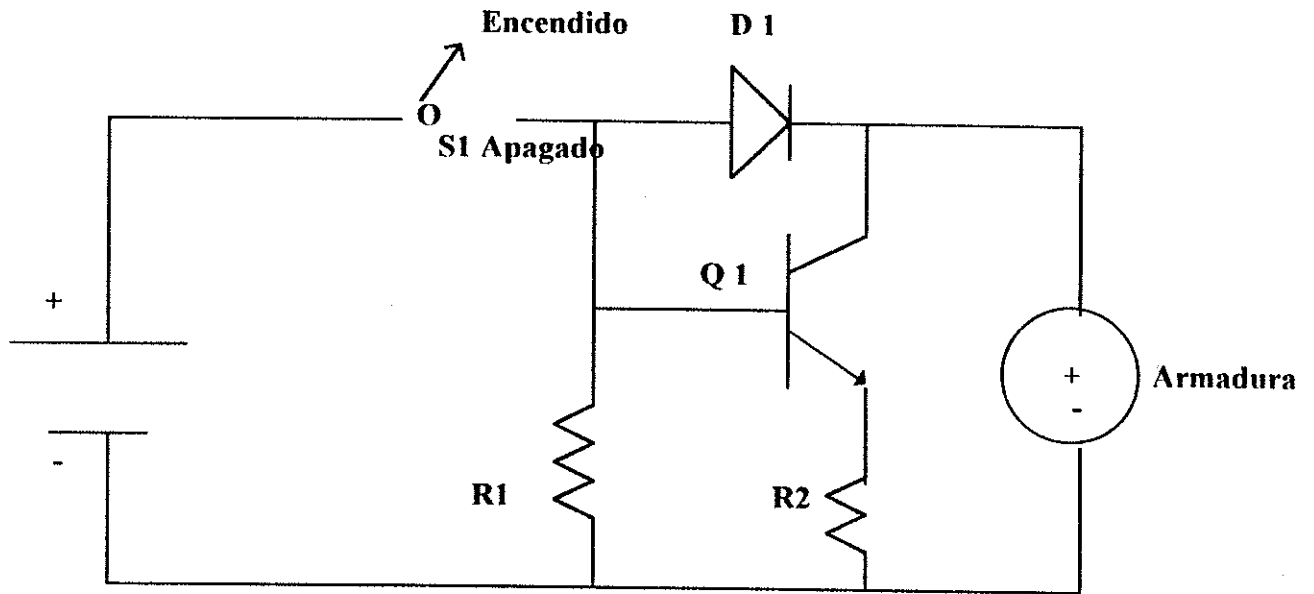 Encendido
D 1
O
S1 Apagado
+
Q 1
+
-
Armadura
-
R1
R2